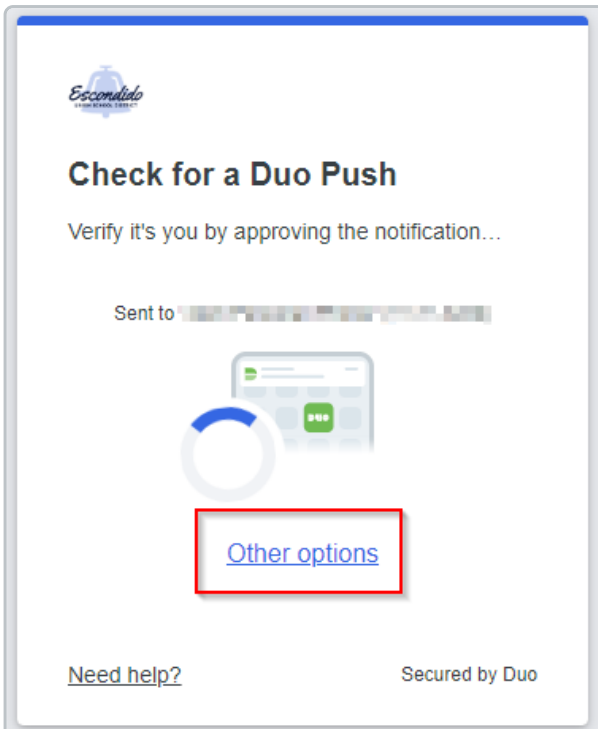 Escondido
UNION SCHOOL DISTRICT
Check for a Duo Push
Verify it's you by approving the notification…
Sent to
DUO
Other options
Need help?
Secured by Duo